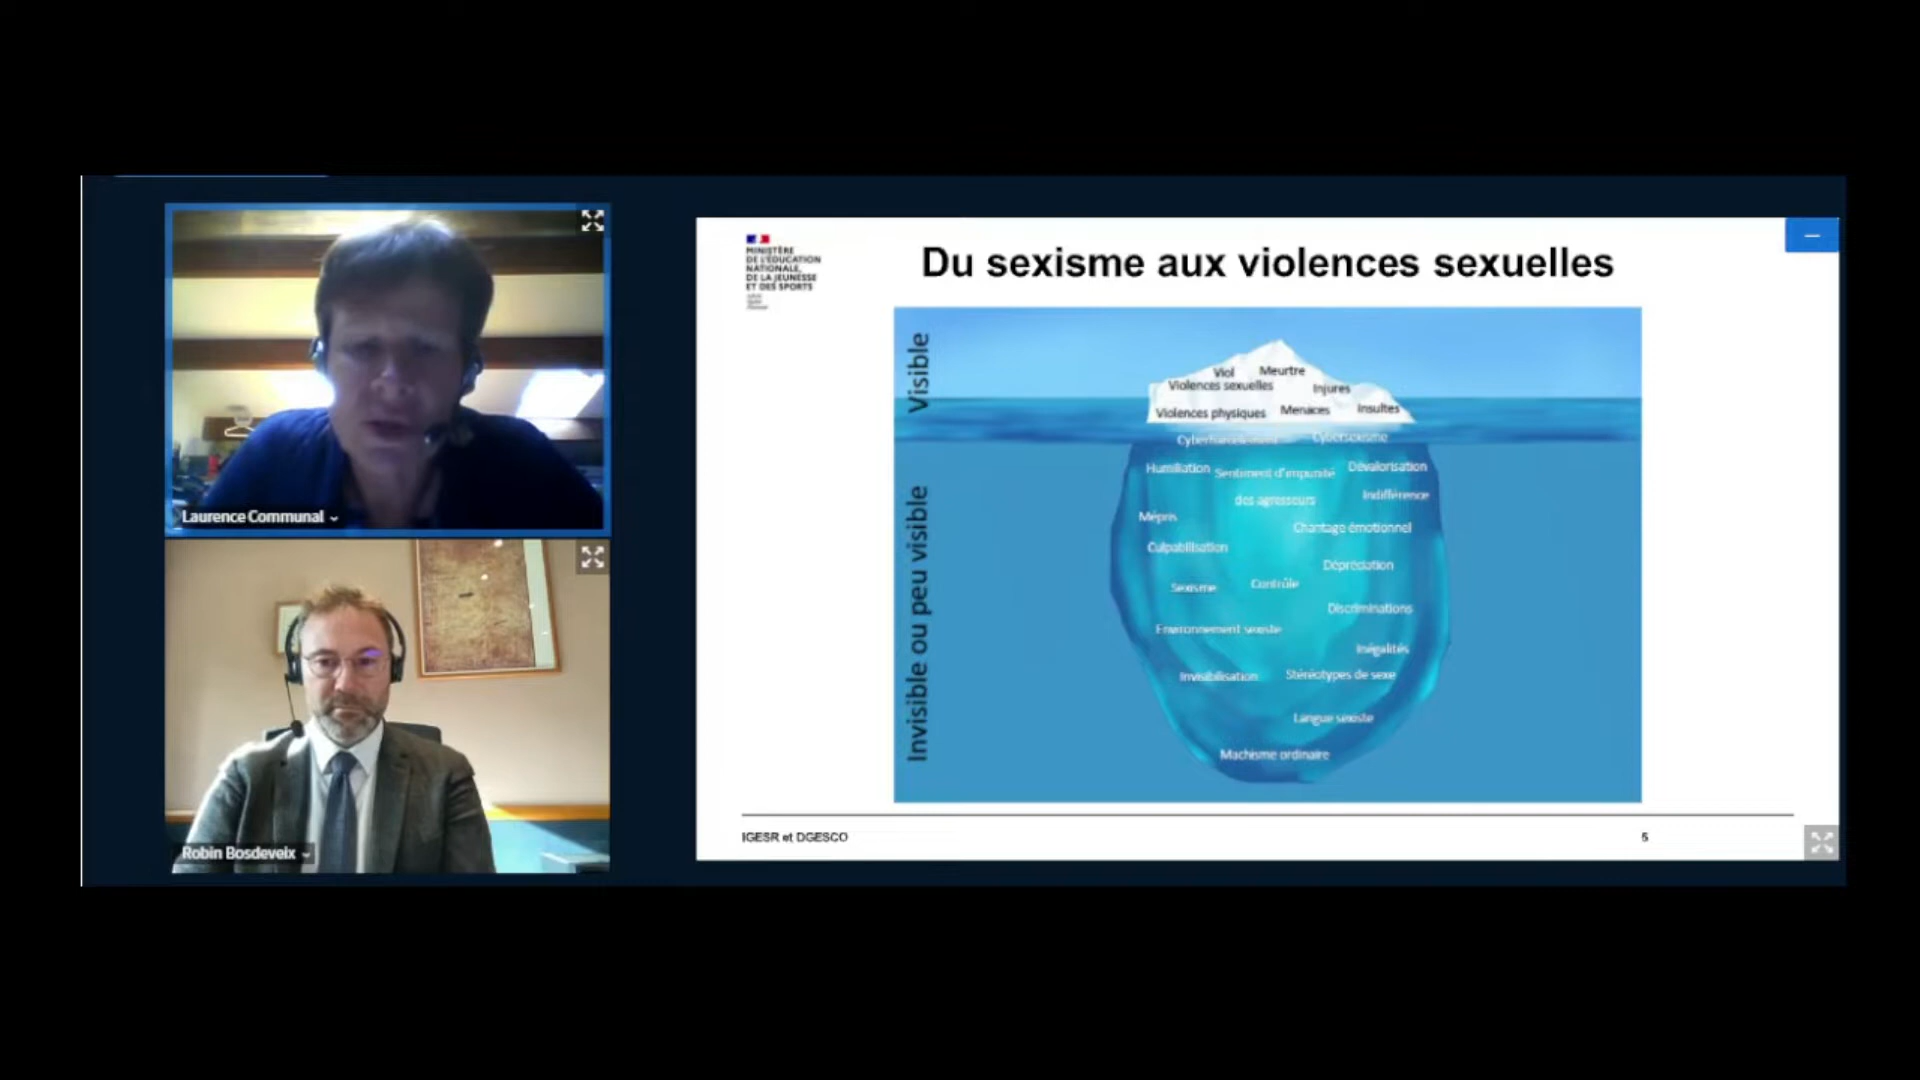 Laurence Communal
Robin Bosdeveix
MINISTÈRE
DE L'ÉDUCATION
NATIONALE,
DE LA JEUNESSE
ET DES SPORTS
Du sexisme aux violences sexuelles
Visible
Viol Meurtre
Violences sexuelles Injures
Violences physiques Menaces Insultes
Invisible ou peu visible
Cyberharcèlement Cybersexisme
Humiliation Sentiment d'impunité Dévalorisation
des agresseurs Indifférence
Mépris Chantage émotionnel
Culpabilisation
Dépréciation
Sexisme Contrôle
Discriminations
Environnement sexiste
Inégalités
Invisibilisation Stéréotypes de sexe
Langue sexiste
Machisme ordinaire
IGESR et DGESCO 5